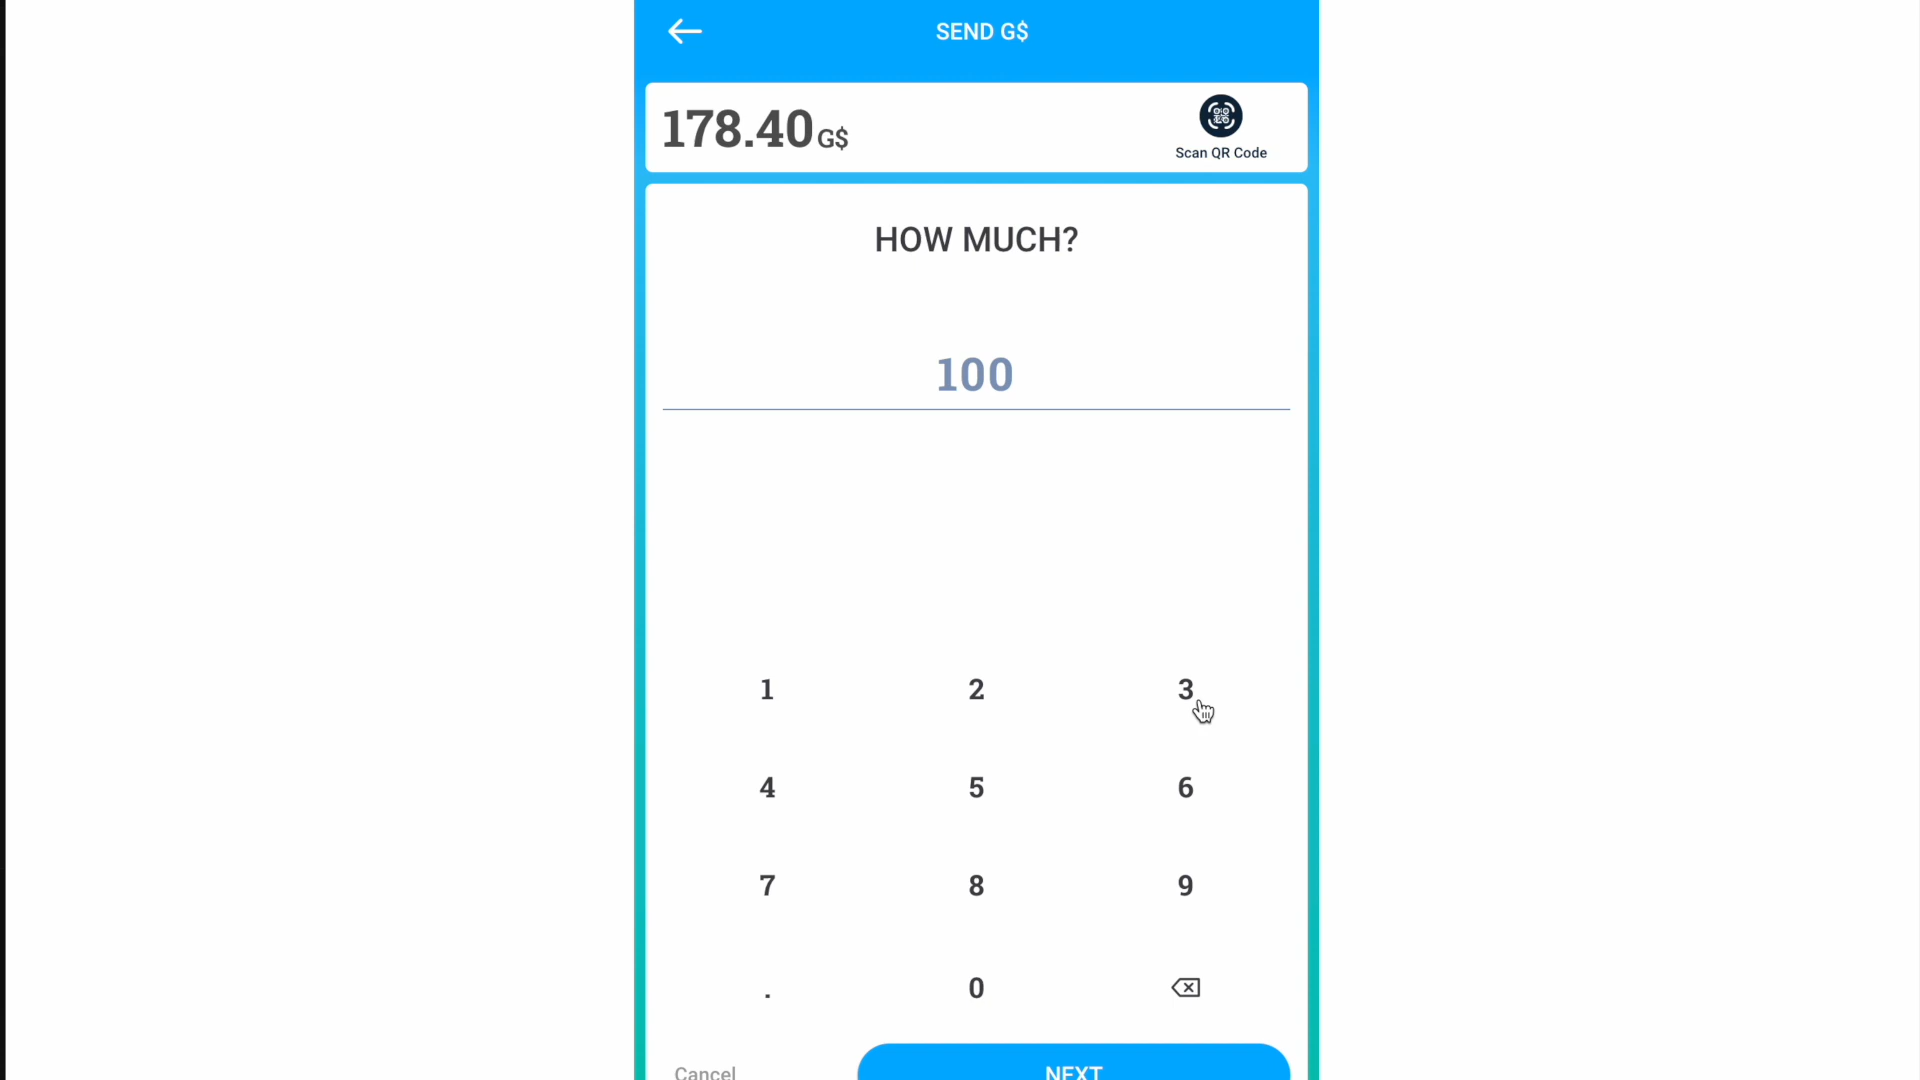 SEND G$
178.40 G$
Scan QR Code
HOW MUCH?
100
1 2 3
4 5 6
7 8 9
. 0
Cancel NEXT